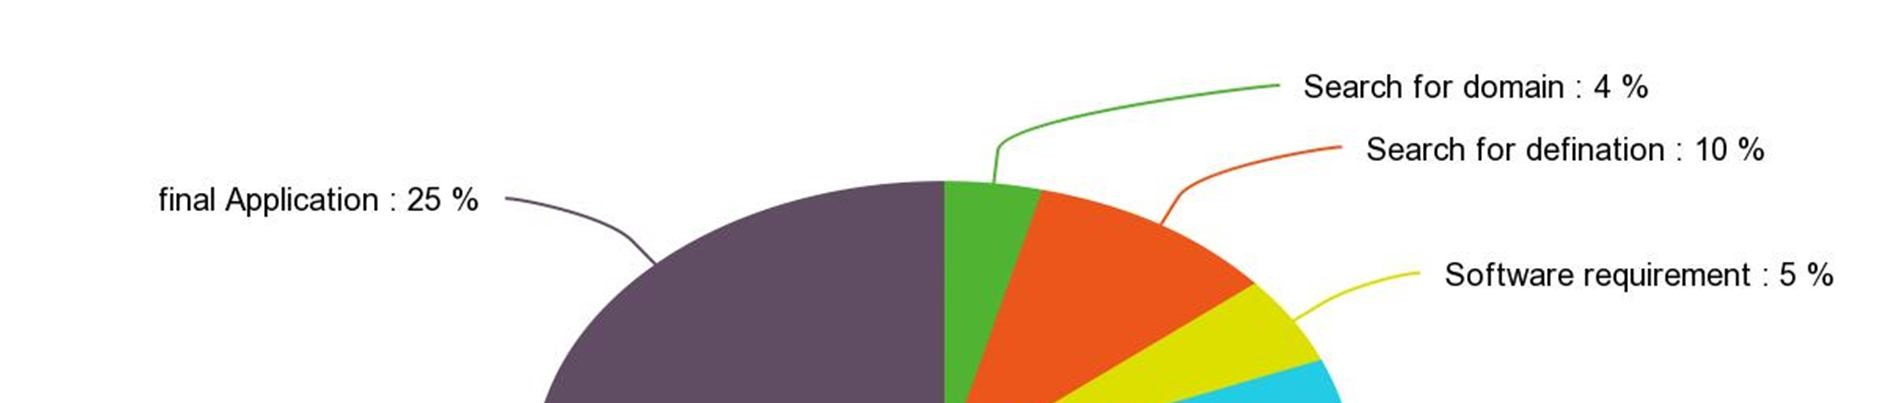 Search for domain : 4 %
Search for defination : 10 %
final Application : 25 %
Software requirement : 5 %